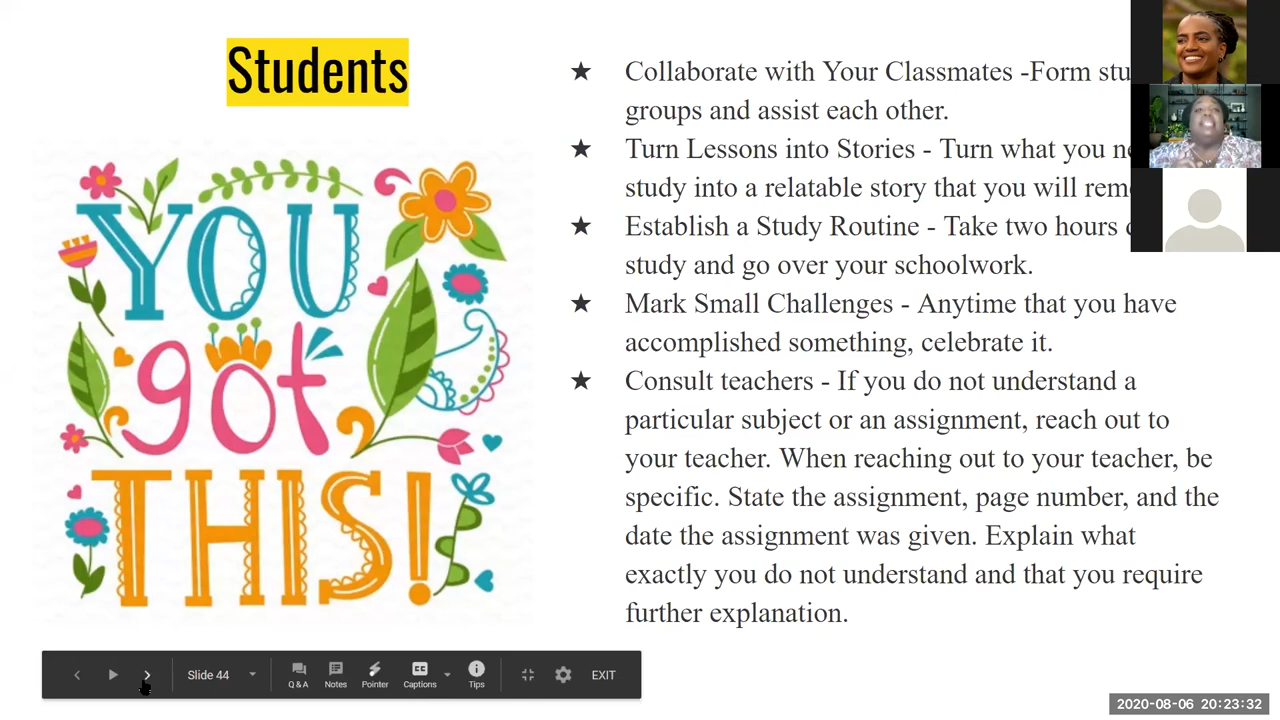 Students
YOU
got
THIS!
★ Collaborate with Your Classmates -Form
groups and assist each other.
★ Turn Lessons into Stories - Turn what you
study into a relatable story that you will
★ Establish a Study Routine - Take two hours
study and go over your schoolwork.
★ Mark Small Challenges - Anytime that you have
accomplished something, celebrate it.
★ Consult teachers - If you do not understand a
particular subject or an assignment, reach out to
your teacher. When reaching out to your teacher, be
specific. State the assignment, page number, and the
date the assignment was given. Explain what
exactly you do not understand and that you require
further explanation.
Slide 44
Q & A
Notes
Pointer
Captions
Tips
EXIT
2020-08-06 20:23:32